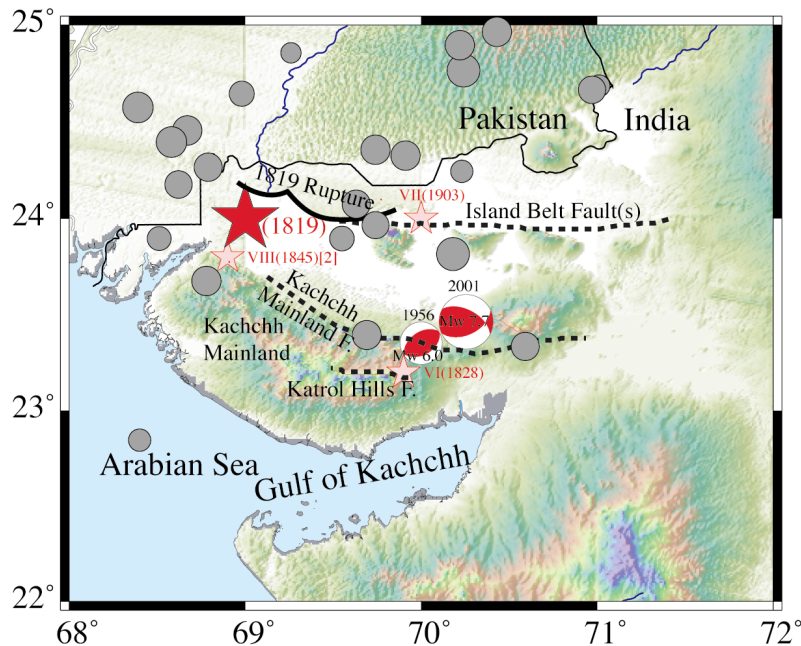 25°
Pakistan
India
1819 Rupture
VII(1903)
Island Belt Fault(s)
24°
(1819)
VIII(1845)[2]
2001
Kachchh
Mainland F.
1956
Mw 7.7
Kachchh
Mainland
Mw 6.0
VI(1828)
Katrol Hills F.
23°
Arabian Sea
Gulf of Kachchh
22°
68°
69°
70°
71°
72°